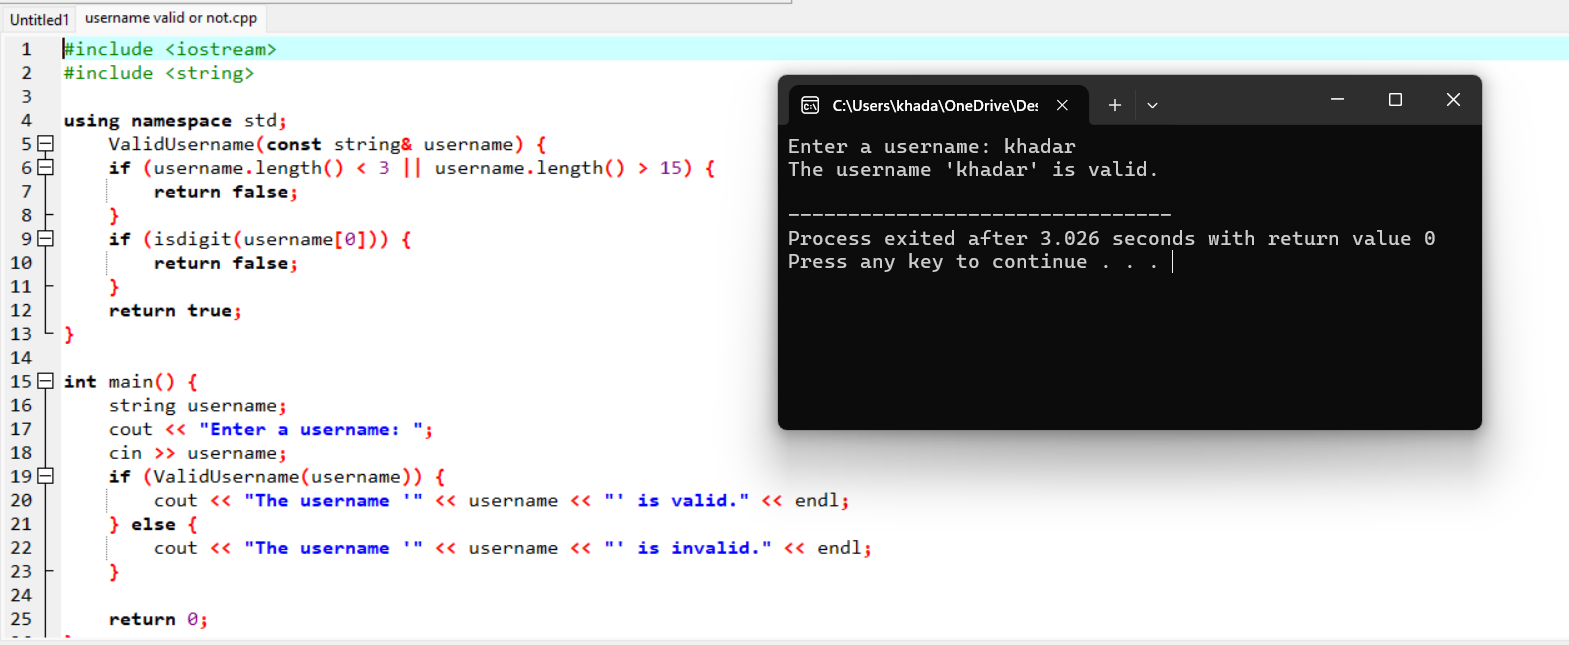 Untitled1 username valid or not.cpp
1 #include <iostream>
2 #include <string>
3
4 using namespace std;
5 ValidUsername(const string& username) {
6 if (username.length() < 3 || username.length() > 15) {
7 return false;
8 }
9 if (isdigit(username[0])) {
10 return false;
11 }
12 return true;
13 }
14
15 int main() {
16 string username;
17 cout << "Enter a username: ";
18 cin >> username;
19 if (ValidUsername(username)) {
20 cout << "The username '" << username << "' is valid." << endl;
21 } else {
22 cout << "The username '" << username << "' is invalid." << endl;
23 }
24
25 return 0;
C:\Users\khada\OneDrive\Des
Enter a username: khadar
The username 'khadar' is valid.
--------------------------------
Process exited after 3.026 seconds with return value 0
Press any key to continue . . .